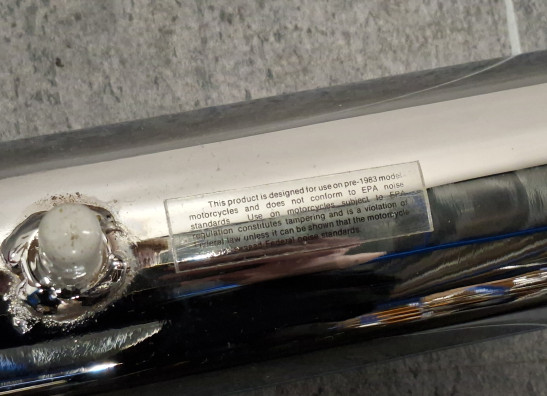 This product is designed for use on pre-1983 model
motorcycles and does not conform to EPA noise
standards. Use on motorcycles subject to EPA
regulation constitutes tampering and is a violation of
Federal law unless it can be shown that the motorcycle
Federal noise standards.